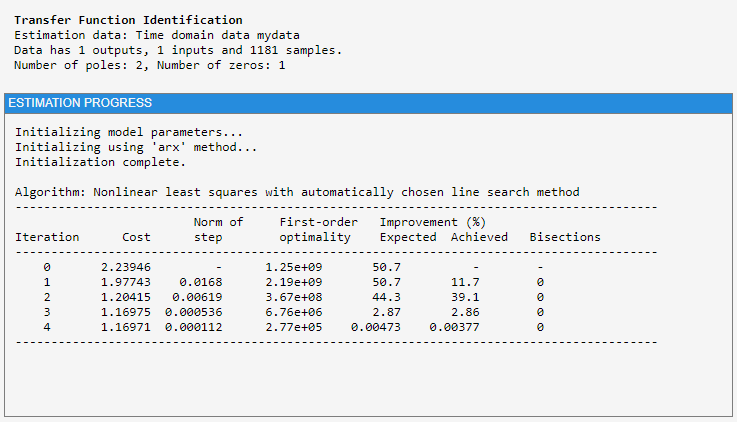 Transfer Function Identification
Estimation data: Time domain data mydata
Data has 1 outputs, 1 inputs and 1181 samples.
Number of poles: 2, Number of zeros: 1
ESTIMATION PROGRESS
Initializing model parameters...
Initializing using 'arx' method...
Initialization complete.
Algorithm: Nonlinear least squares with automatically chosen line search method
------------------------------------------------------------------------------------------
Norm of First-order Improvement (%)
Iteration Cost step optimality Expected Achieved Bisections
------------------------------------------------------------------------------------------
0 2.23946 - 1.25e+09 50.7 - -
1 1.97743 0.0168 2.19e+09 50.7 11.7 0
2 1.20415 0.00619 3.67e+08 44.3 39.1 0
3 1.16975 0.000536 6.76e+06 2.87 2.86 0
4 1.16971 0.000112 2.77e+05 0.00473 0.00377 0
------------------------------------------------------------------------------------------